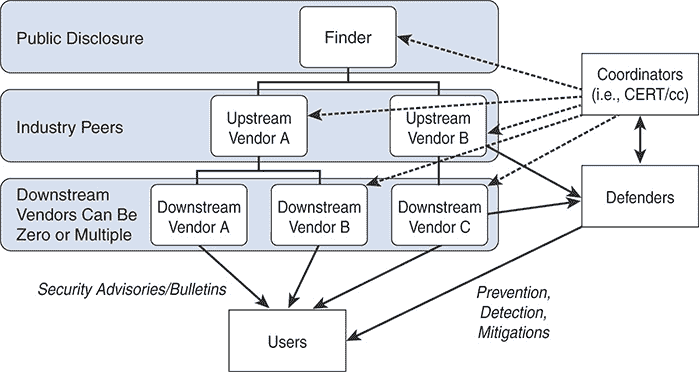 Public Disclosure
Finder
Coordinators
(i.e., CERT/cc)
Industry Peers
Upstream
Vendor A
Upstream
Vendor B
Downstream
Vendors Can Be
Zero or Multiple
Downstream
Vendor A
Downstream
Vendor B
Downstream
Vendor C
Defenders
Security Advisories/Bulletins
Prevention,
Detection,
Mitigations
Users